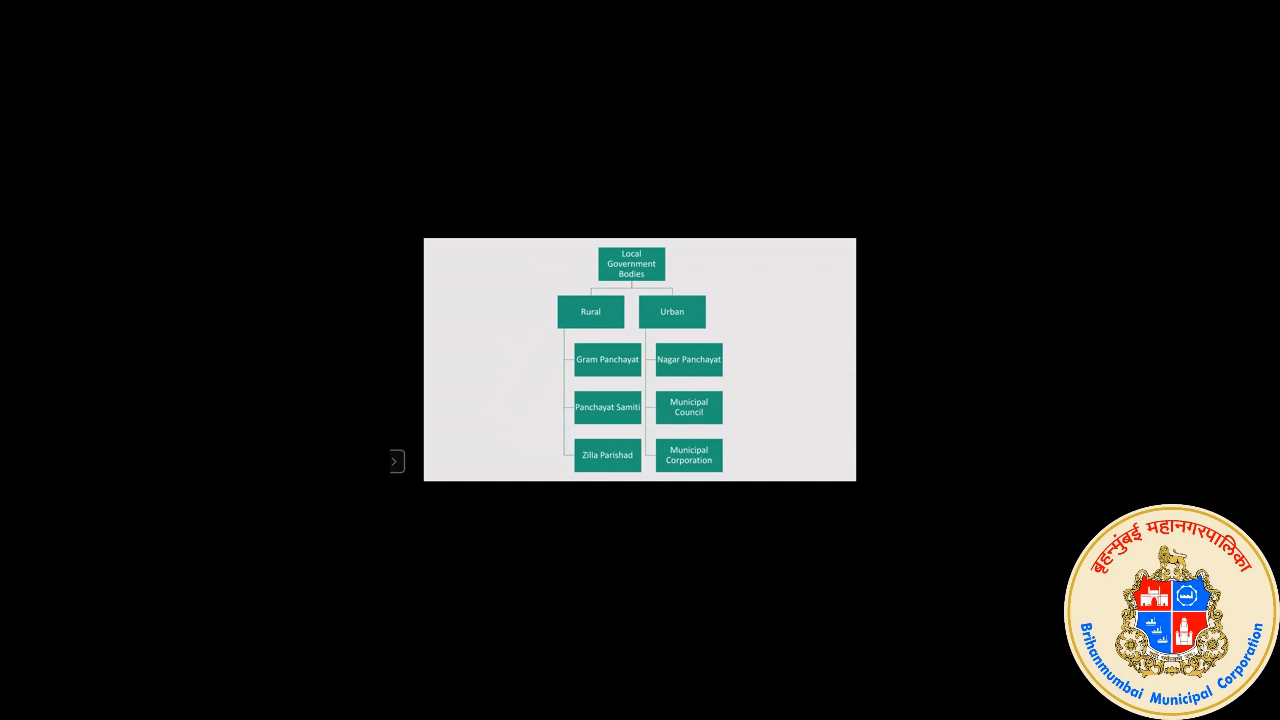 Local
Government
Bodies
Rural
Urban
Gram Panchayat
Nagar Panchayat
Panchayat Samiti
Municipal
Council
Zilla Parishad
Municipal
Corporation
बृहन्मुंबई महानगरपालिका
Brihanmumbai Municipal Corporation